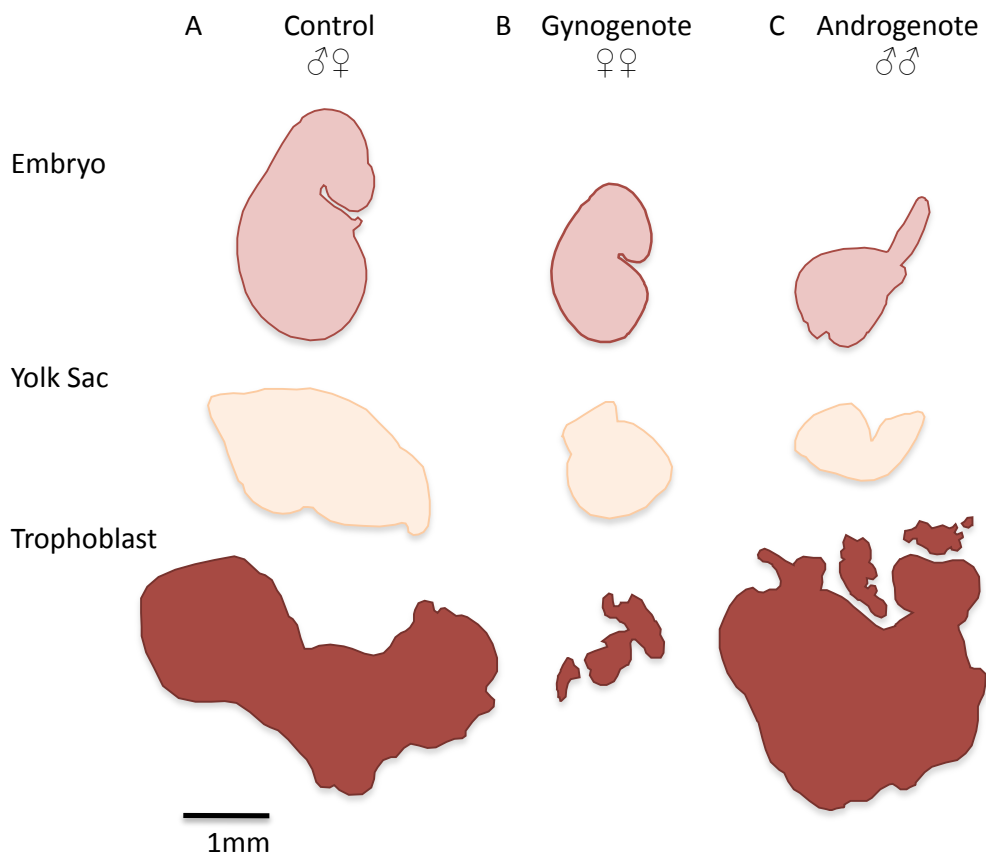 A Control B Gynogenote C Androgenote
♂♀ ♀♀ ♂♂
Embryo
Yolk Sac
Trophoblast
1mm